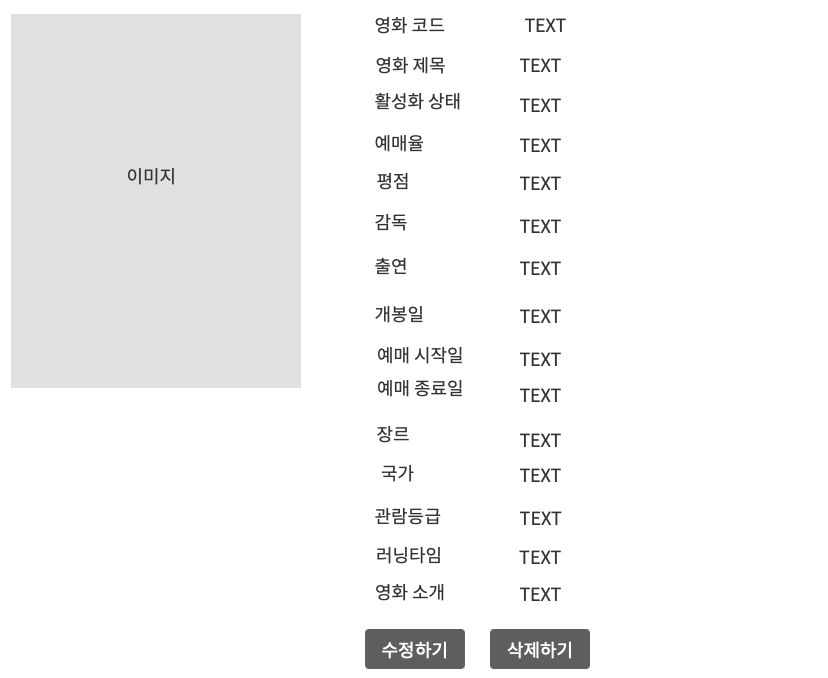 이미지
영화 코드 TEXT
영화 제목 TEXT
활성화 상태 TEXT
예매율 TEXT
평점 TEXT
감독 TEXT
출연 TEXT
개봉일 TEXT
예매 시작일 TEXT
예매 종료일 TEXT
장르 TEXT
국가 TEXT
관람등급 TEXT
러닝타임 TEXT
영화 소개 TEXT
수정하기 삭제하기